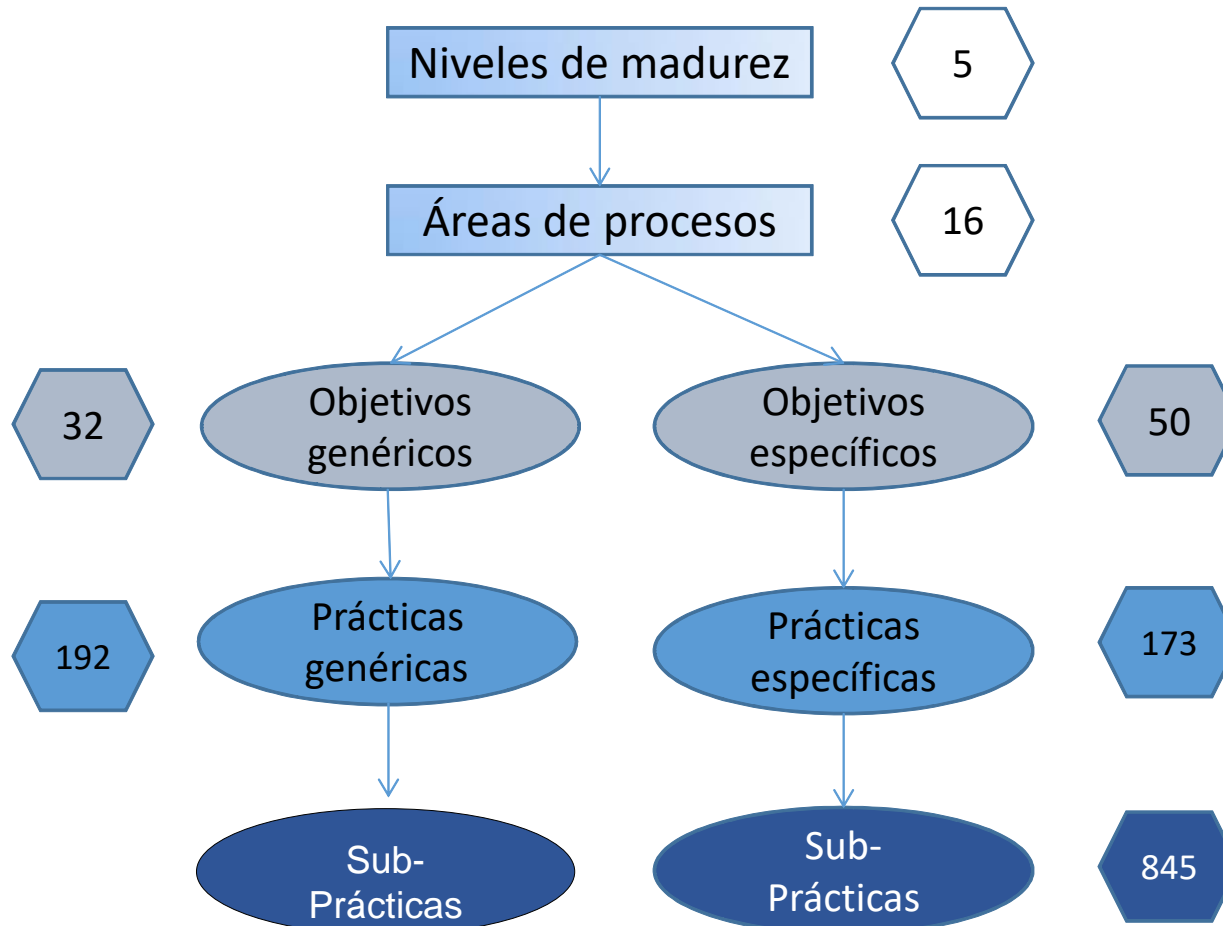 Niveles de madurez
5
Áreas de procesos
16
32
Objetivos
genéricos
Objetivos
específicos
50
192
Prácticas
genéricas
Prácticas
específicas
173
Sub-
Prácticas
Sub-
Prácticas
845